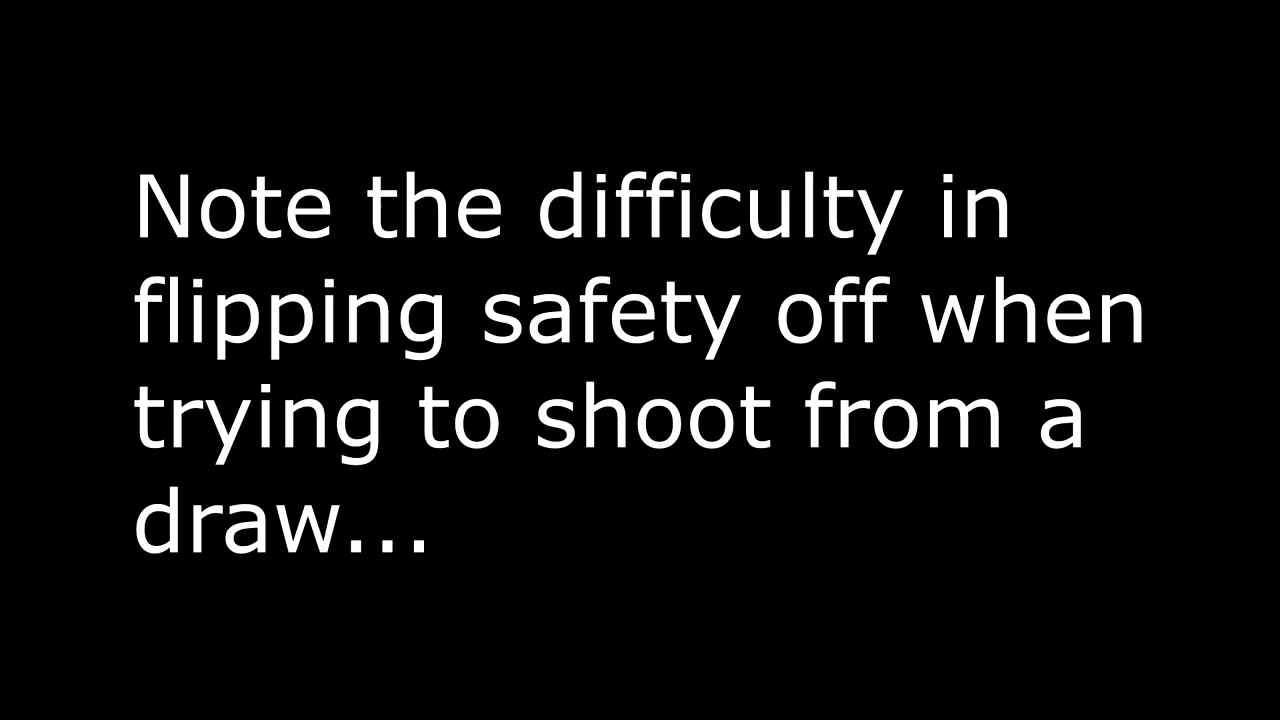 Note the difficulty in
flipping safety off when
trying to shoot from a
draw...